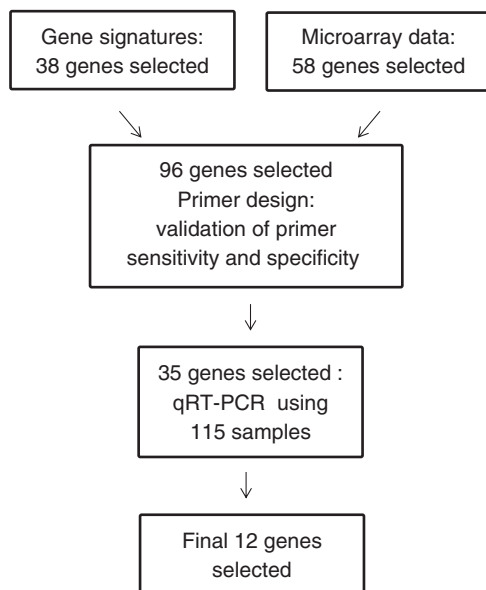 Gene signatures:
38 genes selected
Microarray data:
58 genes selected
96 genes selected
Primer design:
validation of primer
sensitivity and specificity
35 genes selected :
qRT-PCR using
115 samples
Final 12 genes
selected